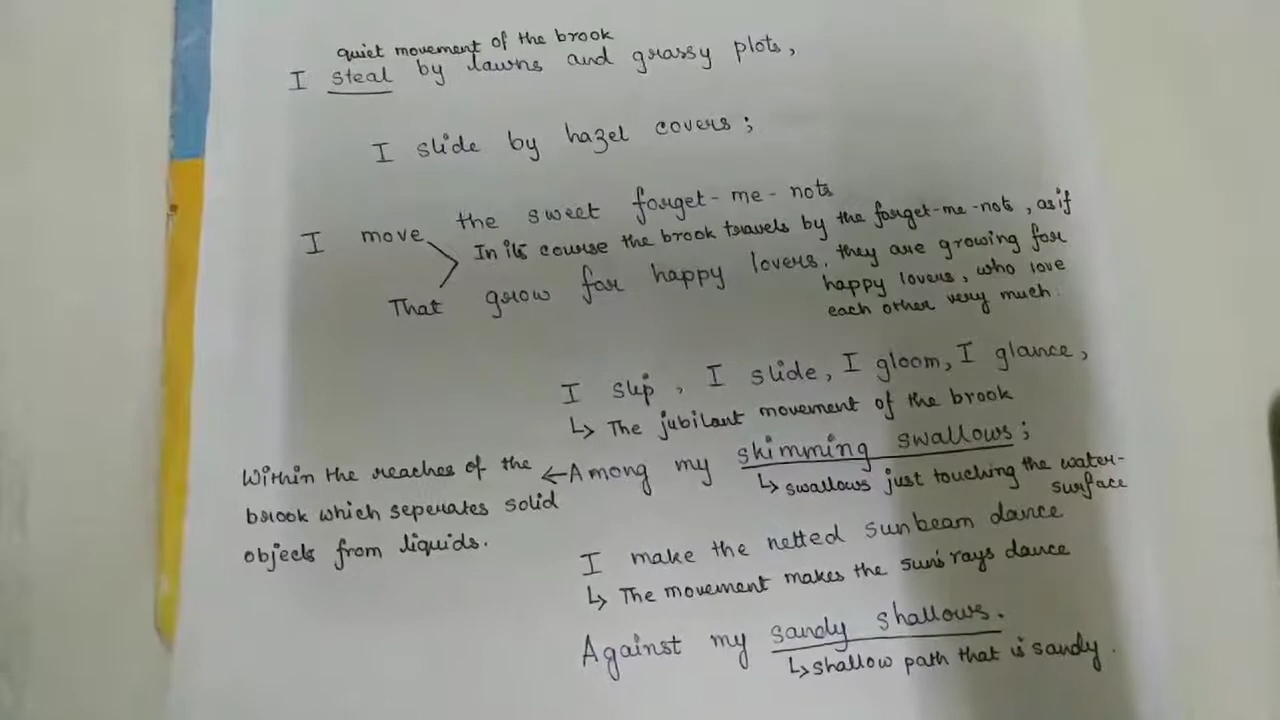 quiet movement of the brook
I steal by lawns and grassy plots,
I slide by hazel covers;
I move the sweet forget-me-nots
In its course the brook travels by the forget-me-nots, as if
they are growing for
happy lovers, who love
each other very much.
That grow for happy lovers.
I slip, I slide, I gloom, I glance,
↳ The jubilant movement of the brook
Among my skimming swallows;
↳ swallows just touching the water-
surface
Within the reaches of the ←
brook which seperates solid
objects from liquids.
I make the netted sunbeam dance
↳ The movement makes the sun's rays dance
Against my sandy shallows.
↳ shallow path that is sandy.